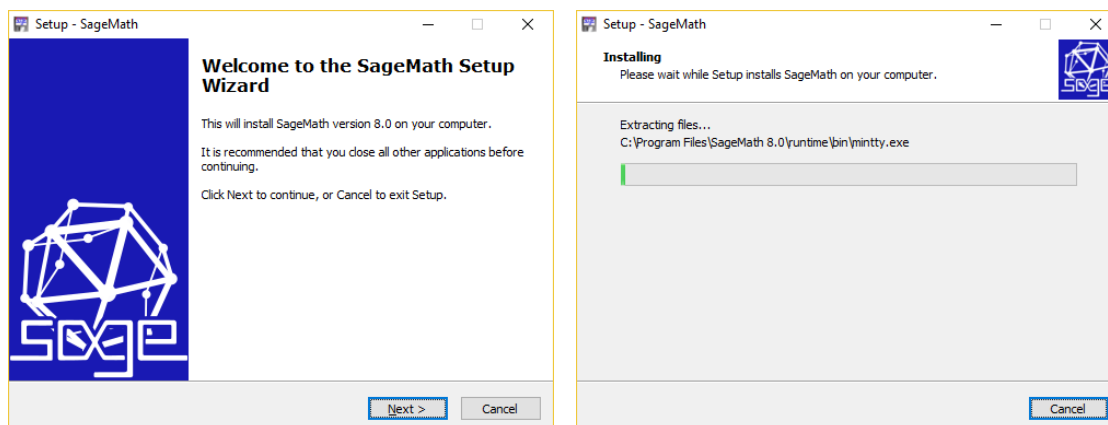 Setup - SageMath
Welcome to the SageMath Setup
Wizard
This will install SageMath version 8.0 on your computer.
It is recommended that you close all other applications before
continuing.
Click Next to continue, or Cancel to exit Setup.
sage
Next >
Cancel
Setup - SageMath
Installing
Please wait while Setup installs SageMath on your computer.
sage
Extracting files...
C:\Program Files\SageMath 8.0\runtime\bin\mintty.exe
Cancel